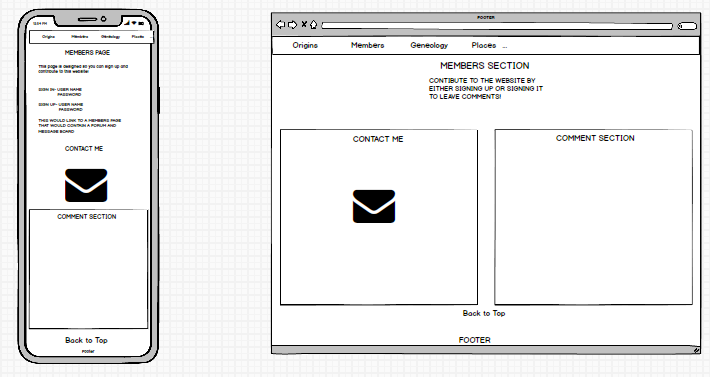 12:04 PM
Origins Members Geneology Places ...
MEMBERS PAGE
This page is designed so you can sign up and
contribute to this website!
SIGN IN- USER NAME
PASSWORD
SIGN UP- USER NAME
PASSWORD
THIS WOULD LINK TO A MEMBERS PAGE
THAT WOULD CONTAIN A FORUM AND
MESSAGE BOARD
CONTACT ME
COMMENT SECTION
Back to Top
Footer
FOOTER
Origins Members Geneology Places ...
MEMBERS SECTION
CONTIBUTE TO THE WEBSITE BY
EITHER SIGNING UP OR SIGNING IT
TO LEAVE COMMENTS!
CONTACT ME
COMMENT SECTION
Back to Top
FOOTER